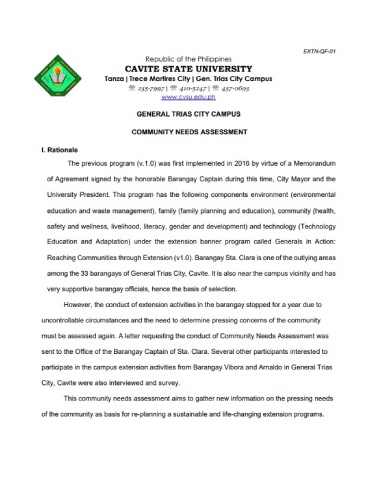 EXTN-QF-01
Republic of the Philippines
CAVITE STATE UNIVERSITY
Tanza | Trece Martires City | Gen. Trias City Campus
☏ 235-7997 | ☏ 410-5247 | ☏ 457-0695
www.cvsu.edu.ph
GENERAL TRIAS CITY CAMPUS
COMMUNITY NEEDS ASSESSMENT
I. Rationale
The previous program (v.1.0) was first implemented in 2016 by virtue of a Memorandum
of Agreement signed by the honorable Barangay Captain during this time, City Mayor and the
University President. This program has the following components environment (environmental
education and waste management), family (family planning and education), community (health,
safety and wellness, livelihood, literacy, gender and development) and technology (Technology
Education and Adaptation) under the extension banner program called Generals in Action:
Reaching Communities through Extension (v1.0). Barangay Sta. Clara is one of the outlying areas
among the 33 barangays of General Trias City, Cavite. It is also near the campus vicinity and has
very supportive barangay officials, hence the basis of selection.
However, the conduct of extension activities in the barangay stopped for a year due to
uncontrollable circumstances and the need to determine pressing concerns of the community
must be assessed again. A letter requesting the conduct of Community Needs Assessment was
sent to the Office of the Barangay Captain of Sta. Clara. Several other participants interested to
participate in the campus extension activities from Barangay Vibora and Arnaldo in General Trias
City, Cavite were also interviewed and survey.
This community needs assessment aims to gather new information on the pressing needs
of the community as basis for re-planning a sustainable and life-changing extension programs.